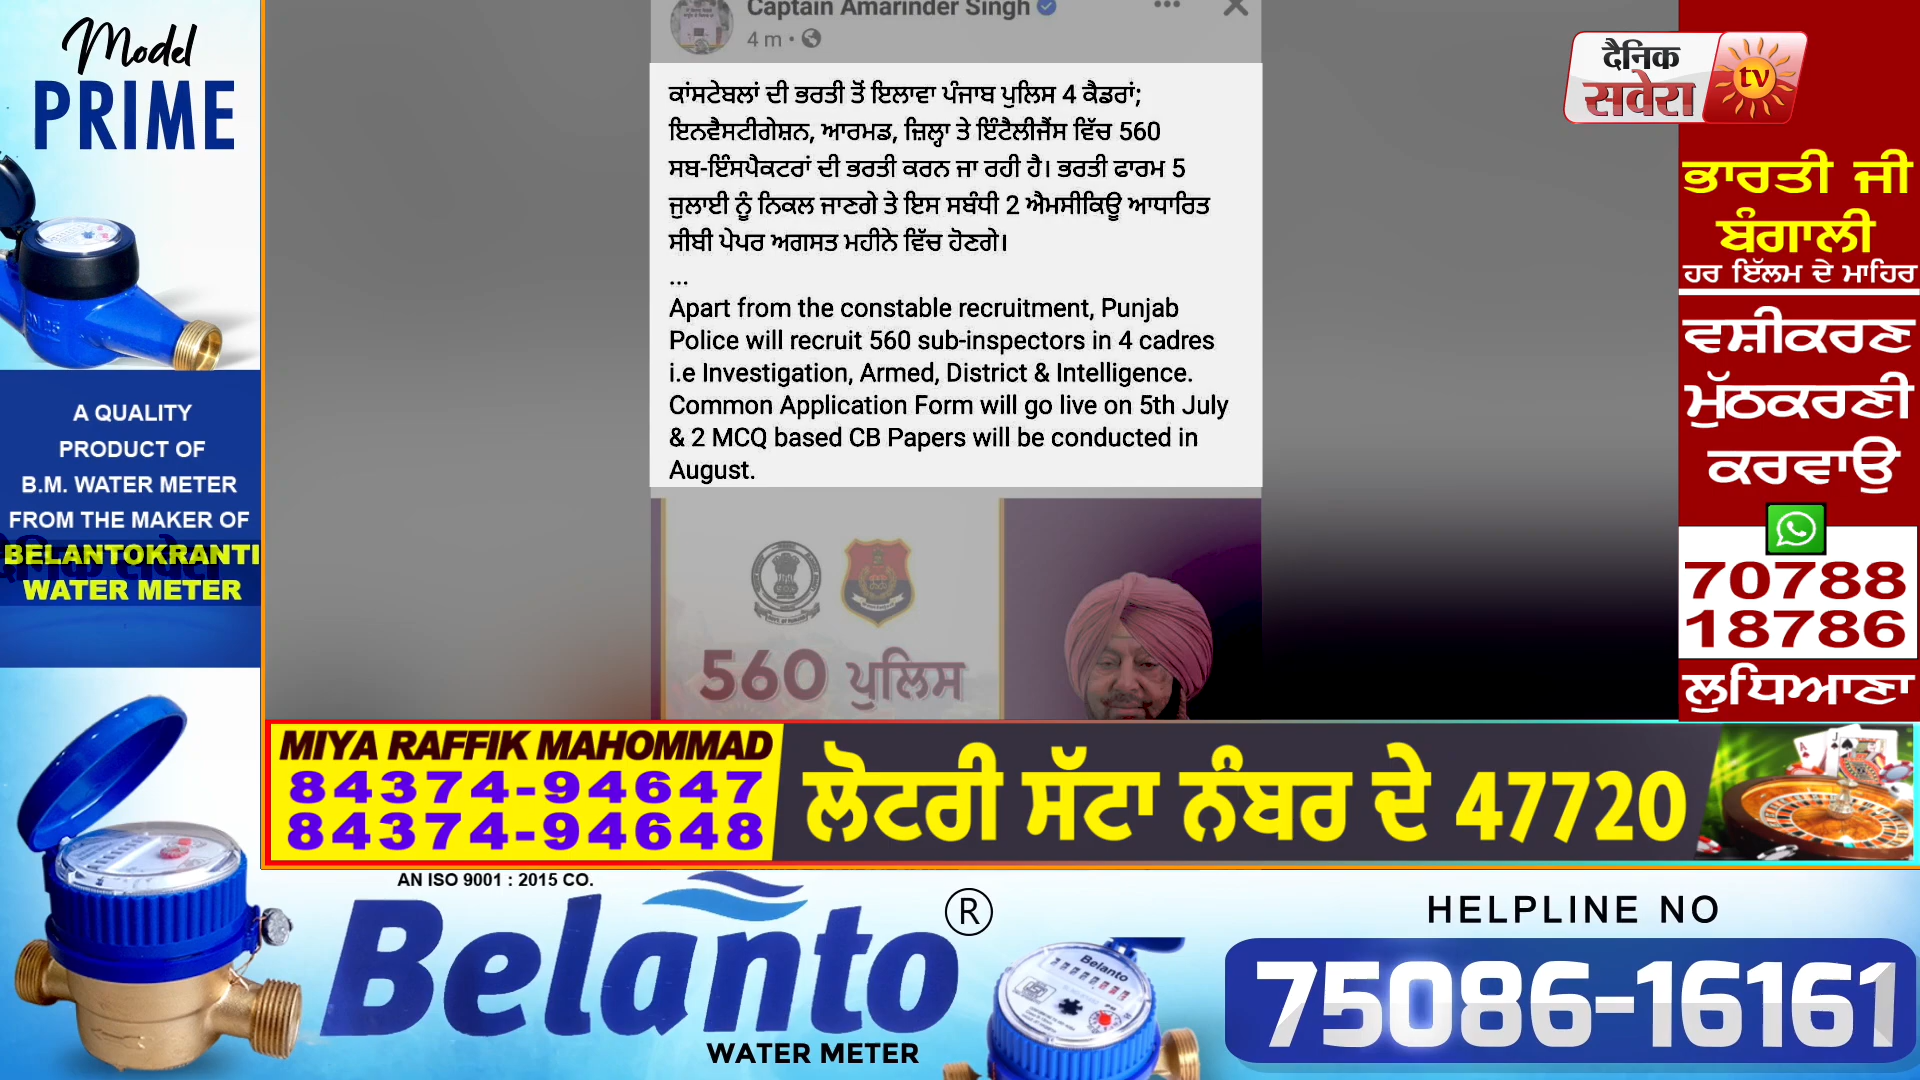 Model
PRIME
A QUALITY
PRODUCT OF
B.M. WATER METER
FROM THE MAKER OF
BELANTOKRANTI
WATER METER
Captain Amarinder Singh
4 m
ਕਾਂਸਟੇਬਲਾਂ ਦੀ ਭਰਤੀ ਤੋਂ ਇਲਾਵਾ ਪੰਜਾਬ ਪੁਲਿਸ 4 ਕੈਡਰਾਂ;
ਇਨਵੈਸਟੀਗੇਸ਼ਨ, ਆਰਮਡ, ਜ਼ਿਲ੍ਹਾ ਤੇ ਇੰਟੈਲੀਜੈਂਸ ਵਿੱਚ 560
ਸਬ-ਇੰਸਪੈਕਟਰਾਂ ਦੀ ਭਰਤੀ ਕਰਨ ਜਾ ਰਹੀ ਹੈ। ਭਰਤੀ ਫਾਰਮ 5
ਜੁਲਾਈ ਨੂੰ ਨਿਕਲ ਜਾਣਗੇ ਤੇ ਇਸ ਸਬੰਧੀ 2 ਐਮਸੀਕਿਊ ਆਧਾਰਿਤ
ਸੀਬੀ ਪੇਪਰ ਅਗਸਤ ਮਹੀਨੇ ਵਿੱਚ ਹੋਣਗੇ।
...
Apart from the constable recruitment, Punjab
Police will recruit 560 sub-inspectors in 4 cadres
i.e Investigation, Armed, District & Intelligence.
Common Application Form will go live on 5th July
& 2 MCQ based CB Papers will be conducted in
August.
560 ਪੁਲਿਸ
दैनिक
सवेरा
tv
ਭਾਰਤੀ ਜੀ
ਬੰਗਾਲੀ
ਹਰ ਇੱਲਮ ਦੇ ਮਾਹਿਰ
ਵਸ਼ੀਕਰਣ
ਮੁੱਠਕਰਣੀ
ਕਰਵਾਉ
70788
18786
ਲੁਧਿਆਣਾ
MIYA RAFFIK MAHOMMAD
84374-94647
84374-94648
ਲੋਟਰੀ ਸੱਟਾ ਨੰਬਰ ਦੇ 47720
AN ISO 9001 : 2015 CO.
Belanto ®
WATER METER
Belanto
HELPLINE NO
75086-16161